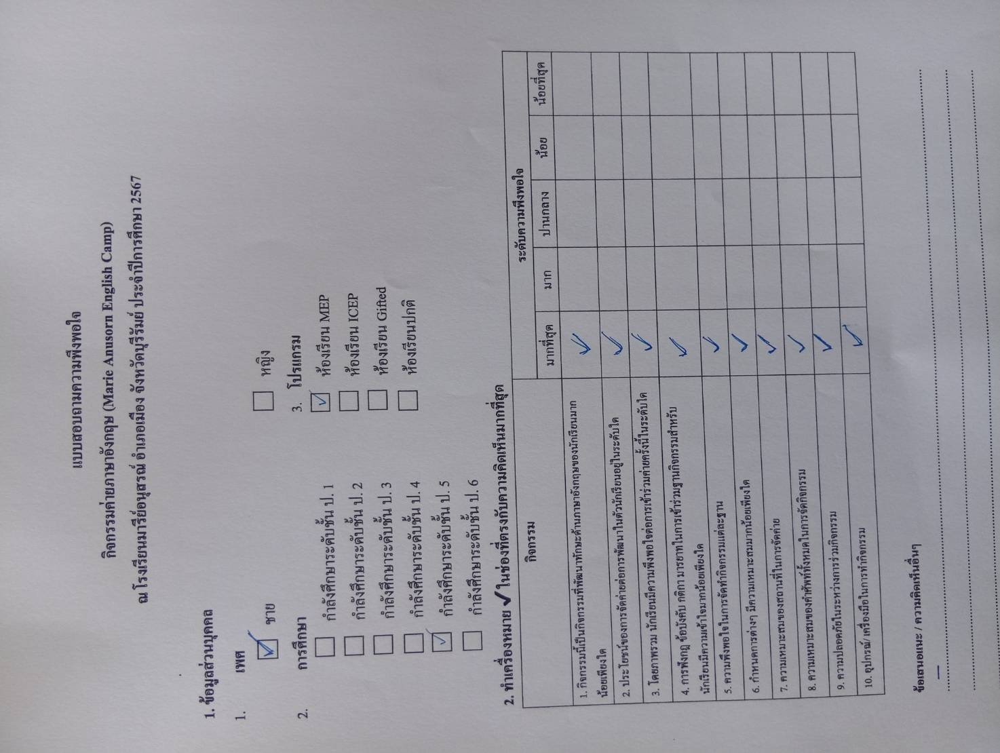 แบบสอบถามความพึงพอใจ
กิจกรรมค่ายภาษาอังกฤษ (Marie Anusorn English Camp)
ณ โรงเรียนมารีย์อนุสรณ์ อำเภอเมือง จังหวัดบุรีรัมย์ ประจำปีการศึกษา 2567
1. ข้อมูลส่วนบุคคล
1. เพศ
☑ ชาย ☐ หญิง
2. การศึกษา 3. โปรแกรม
☐ กำลังศึกษาระดับชั้น ป. 1 ☑ ห้องเรียน MEP
☐ กำลังศึกษาระดับชั้น ป. 2 ☐ ห้องเรียน ICEP
☐ กำลังศึกษาระดับชั้น ป. 3 ☐ ห้องเรียน Gifted
☐ กำลังศึกษาระดับชั้น ป. 4 ☐ ห้องเรียนปกติ
☑ กำลังศึกษาระดับชั้น ป. 5
☐ กำลังศึกษาระดับชั้น ป. 6
2. ทำเครื่องหมาย ✓ ในช่องที่ตรงกับความคิดเห็นมากที่สุด
กิจกรรม ระดับความพึงพอใจ
มากที่สุด มาก ปานกลาง น้อย น้อยที่สุด
1. กิจกรรมนี้เป็นกิจกรรมที่พัฒนาทักษะด้านภาษาอังกฤษของนักเรียนมาก ✓
น้อยเพียงใด
2. ประโยชน์ของการจัดค่ายต่อการพัฒนาในตัวนักเรียนอยู่ในระดับใด ✓
3. โดยภาพรวม นักเรียนมีความพึงพอใจต่อการเข้าร่วมค่ายครั้งนี้ในระดับใด ✓
4. การฟังกฎ ข้อบังคับ กติกา มารยาทในการเข้าร่วมฐานกิจกรรมสำหรับ ✓
นักเรียนมีความเข้าใจมากน้อยเพียงใด
5. ความพึงพอใจในการจัดทำกิจกรรมแต่ละฐาน ✓
6. กำหนดการต่างๆ มีความเหมาะสมมากน้อยเพียงใด ✓
7. ความเหมาะสมของสถานที่ในการจัดค่าย ✓
8. ความเหมาะสมของคำศัพท์ทั้งหมดในการจัดกิจกรรม ✓
9. ความปลอดภัยในระหว่างการร่วมกิจกรรม ✓
10. อุปกรณ์/ เครื่องมือในการทำกิจกรรม ✓
ข้อเสนอแนะ / ความคิดเห็นอื่นๆ
–